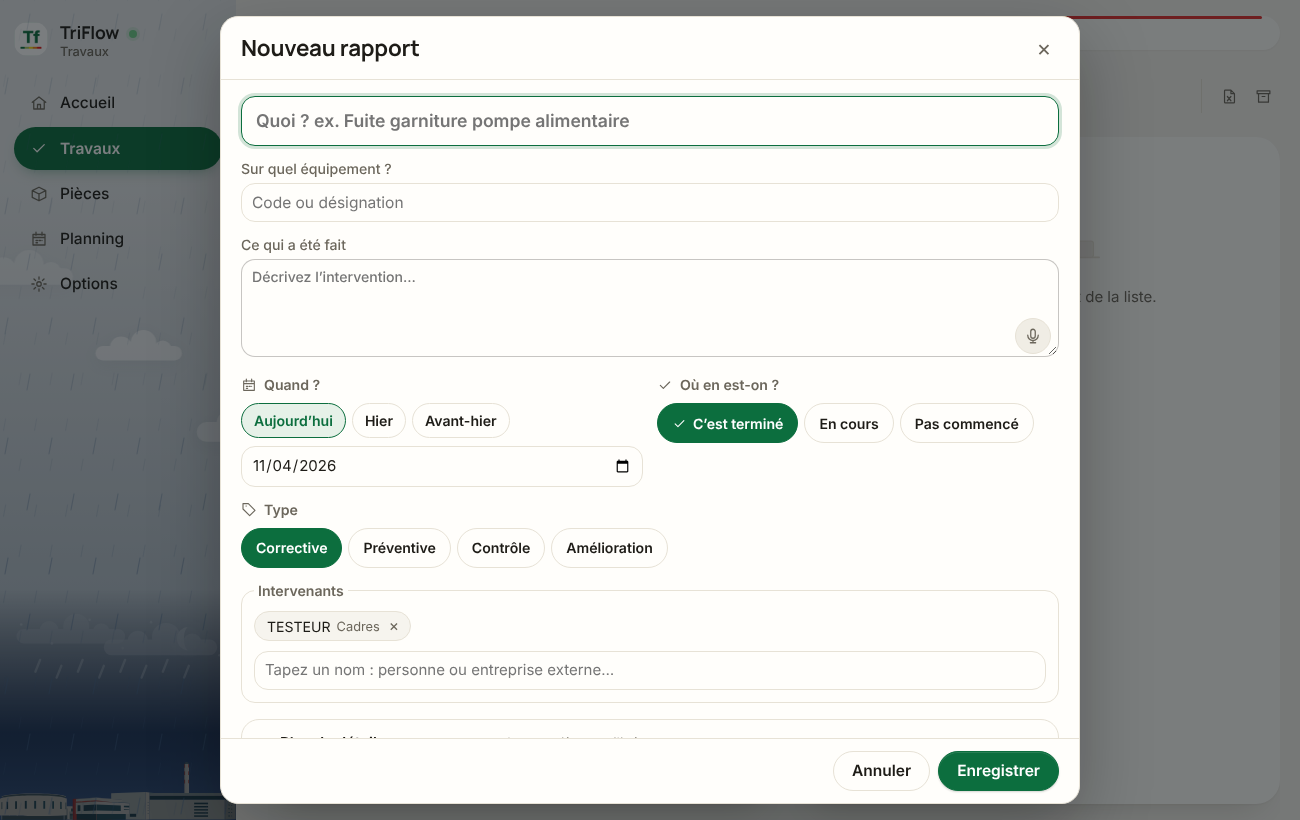 Tf
TriFlow
Travaux
Accueil
Travaux
Pièces
Planning
Options
de la liste.
Nouveau rapport
Quoi ? ex. Fuite garniture pompe alimentaire
Sur quel équipement ?
Code ou désignation
Ce qui a été fait
Décrivez l’intervention…
Quand ?
Aujourd’hui Hier Avant-hier
11/04/2026
Où en est-on ?
C’est terminé En cours Pas commencé
Type
Corrective Préventive Contrôle Amélioration
Intervenants
TESTEUR Cadres ×
Tapez un nom : personne ou entreprise externe…
Annuler Enregistrer